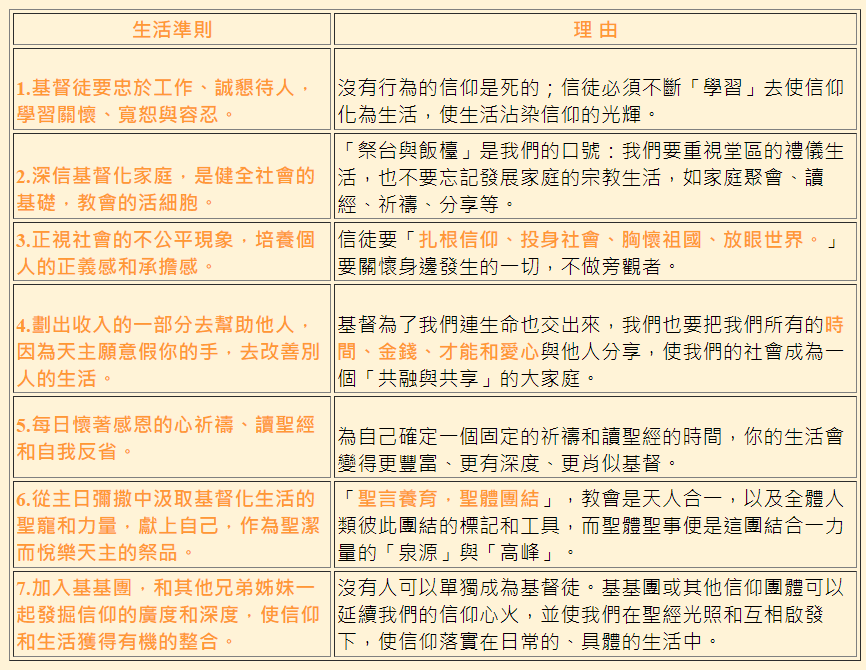 生活準則
理 由
1.基督徒要忠於工作、誠懇待人，
學習關懷、寬恕與容忍。
沒有行為的信仰是死的；信徒必須不斷「學習」去使信仰
化為生活，使生活沾染信仰的光輝。
2.深信基督化家庭，是健全社會的
基礎，教會的活細胞。
「祭台與飯檯」是我們的口號：我們要重視堂區的禮儀生
活，也不要忘記發展家庭的宗教生活，如家庭聚會、讀
經、祈禱、分享等。
3.正視社會的不公平現象，培養個
人的正義感和承擔感。
信徒要「扎根信仰、投身社會、胸懷祖國、放眼世界。」
要關懷身邊發生的一切，不做旁觀者。
4.劃出收入的一部分去幫助他人，
因為天主願意假你的手，去改善別
人的生活。
基督為了我們連生命也交出來，我們也要把我們所有的時
間、金錢、才能和愛心與他人分享，使我們的社會成為一
個「共融與共享」的大家庭。
5.每日懷著感恩的心祈禱、讀聖經
和自我反省。
為自己確定一個固定的祈禱和讀聖經的時間，你的生活會
變得更豐富、更有深度、更肖似基督。
6.從主日彌撒中汲取基督化生活的
聖寵和力量，獻上自己，作為聖潔
而悅樂天主的祭品。
「聖言養育，聖體團結」，教會是天人合一，以及全體人
類彼此團結的標記和工具，而聖體聖事便是這團結合一力
量的「泉源」與「高峰」。
7.加入基基團，和其他兄弟姊妹一
起發掘信仰的廣度和深度，使信仰
和生活獲得有機的整合。
沒有人可以單獨成為基督徒。基基團或其他信仰團體可以
延續我們的信仰心火，並使我們在聖經光照和互相啟發
下，使信仰落實在日常的、具體的生活中。